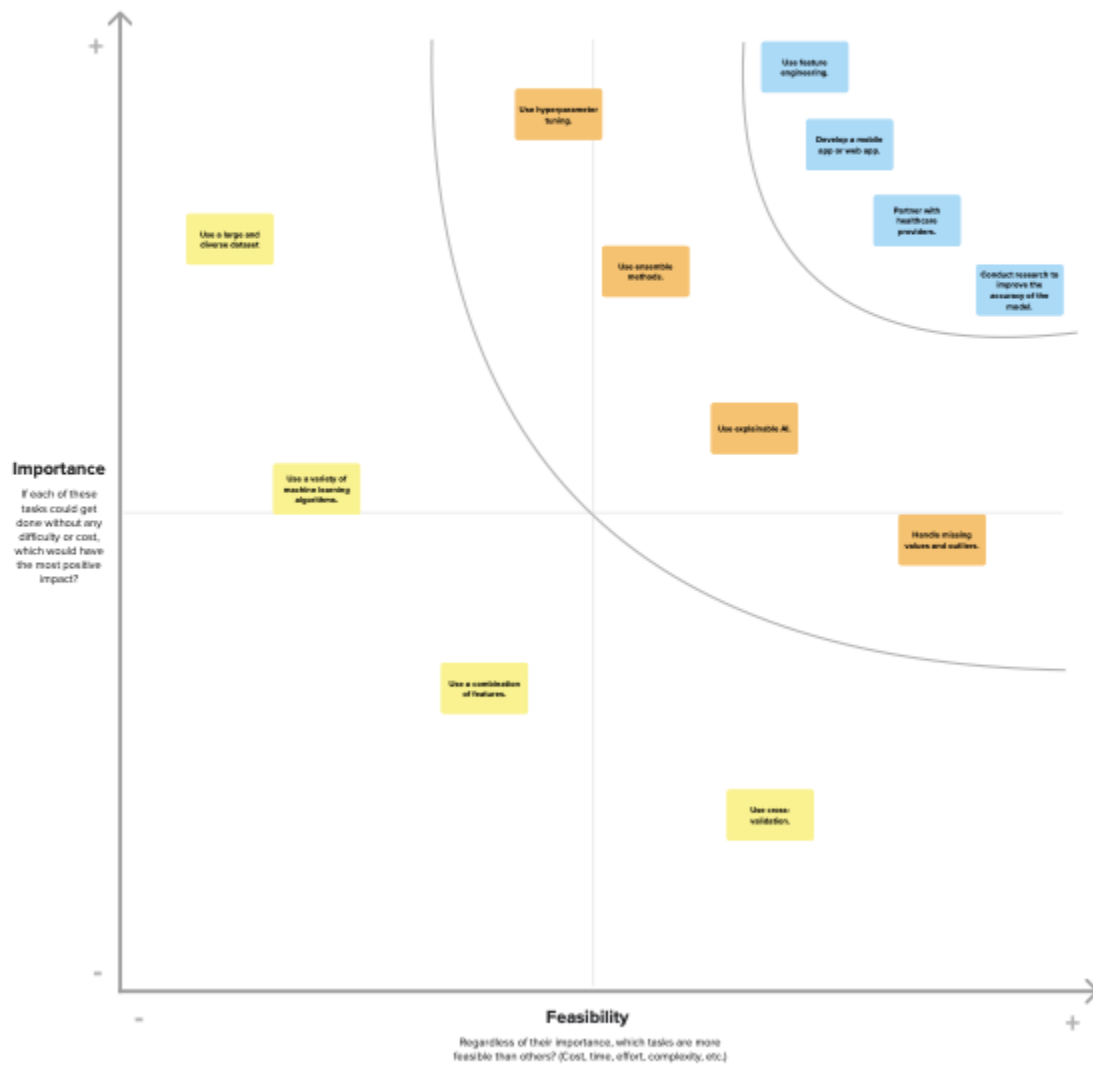 +
Use feature
engineering.
Use hyperparameter
tuning.
Develop a mobile
app or web app.
Partner with
healthcare
providers.
Use a large and
diverse dataset
Use ensemble
methods.
Conduct research to
improve the
accuracy of the
model.
Use explainable AI.
Importance
If each of these
tasks could get
done without any
difficulty or cost,
which would have
the most positive
impact?
Use a variety of
machine learning
algorithms.
Handle missing
values and outliers.
Use a combination
of features.
Use cross-
validation.
-
-
Feasibility
+
Regardless of their importance, which tasks are more
feasible than others? (Cost, time, effort, complexity, etc.)